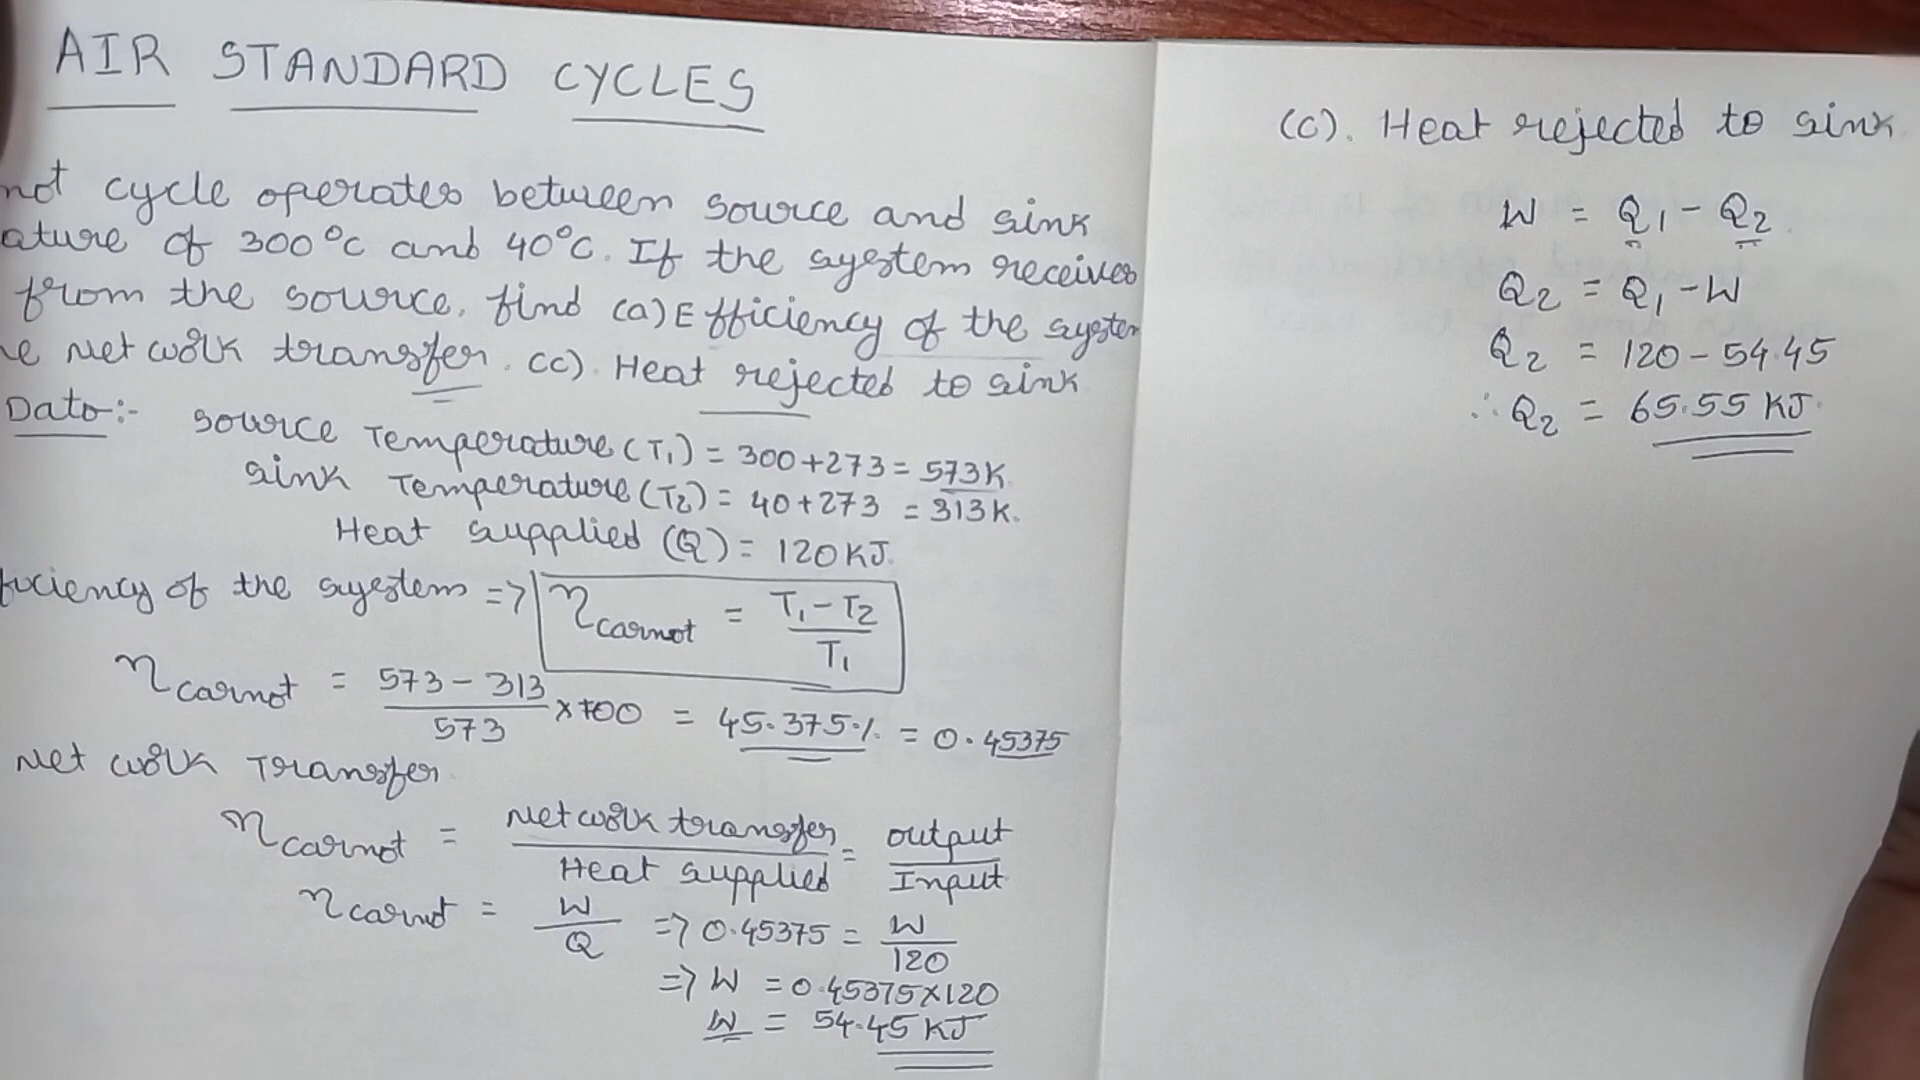 AIR STANDARD CYCLES
not cycle operates between source and sink
ature of 300°C and 40°C. If the system receives
from the source, find (a) Efficiency of the system
e Net work transfer. (c). Heat rejected to sink
Data:- Source Temperature (T1) = 300+273 = 573K
Sink Temperature (T2) = 40+273 = 313K.
Heat supplied (Q) = 120 KJ.
ficiency of the system => ηcarnot = T1-T2 / T1
ηcarnot = 573-313 / 573 x 100 = 45.375% = 0.45375
Net work Transfer
ηcarnot = Net work transfer / Heat supplied = output / Input
ηcarnot = W / Q => 0.45375 = W / 120
=> W = 0.45375x120
W = 54.45 KJ
(c). Heat rejected to sink
W = Q1 - Q2
Q2 = Q1 - W
Q2 = 120 - 54.45
∴ Q2 = 65.55 KJ.